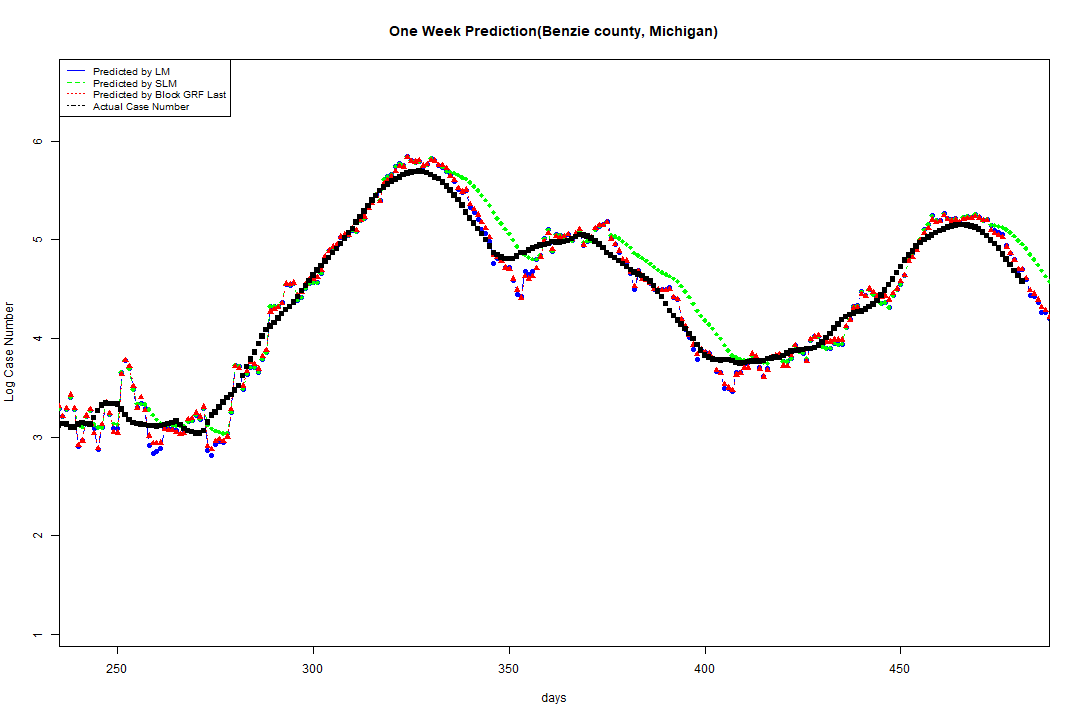 One Week Prediction(Benzie county, Michigan)
Predicted by LM
Predicted by SLM
Predicted by Block GRF Last
Actual Case Number
Log Case Number
6
5
4
3
2
1
250 300 350 400 450
days